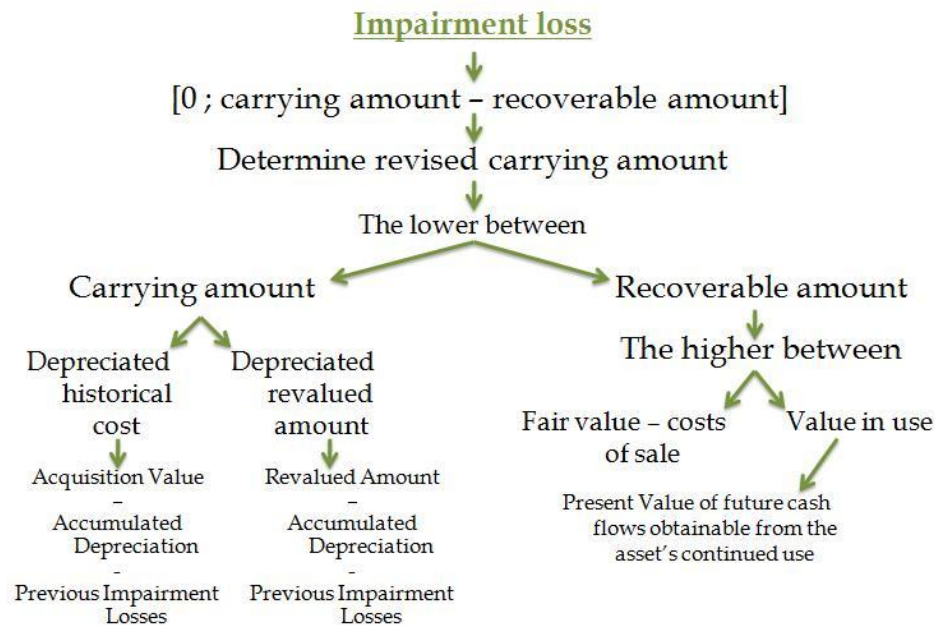 Impairment loss
[0 ; carrying amount – recoverable amount]
Determine revised carrying amount
The lower between
Carrying amount
Depreciated
historical
cost
Acquisition Value
–
Accumulated
Depreciation
-
Previous Impairment
Losses
Depreciated
revalued
amount
Revalued Amount
–
Accumulated
Depreciation
-
Previous Impairment
Losses
Recoverable amount
The higher between
Fair value – costs
of sale
Value in use
Present Value of future cash
flows obtainable from the
asset's continued use